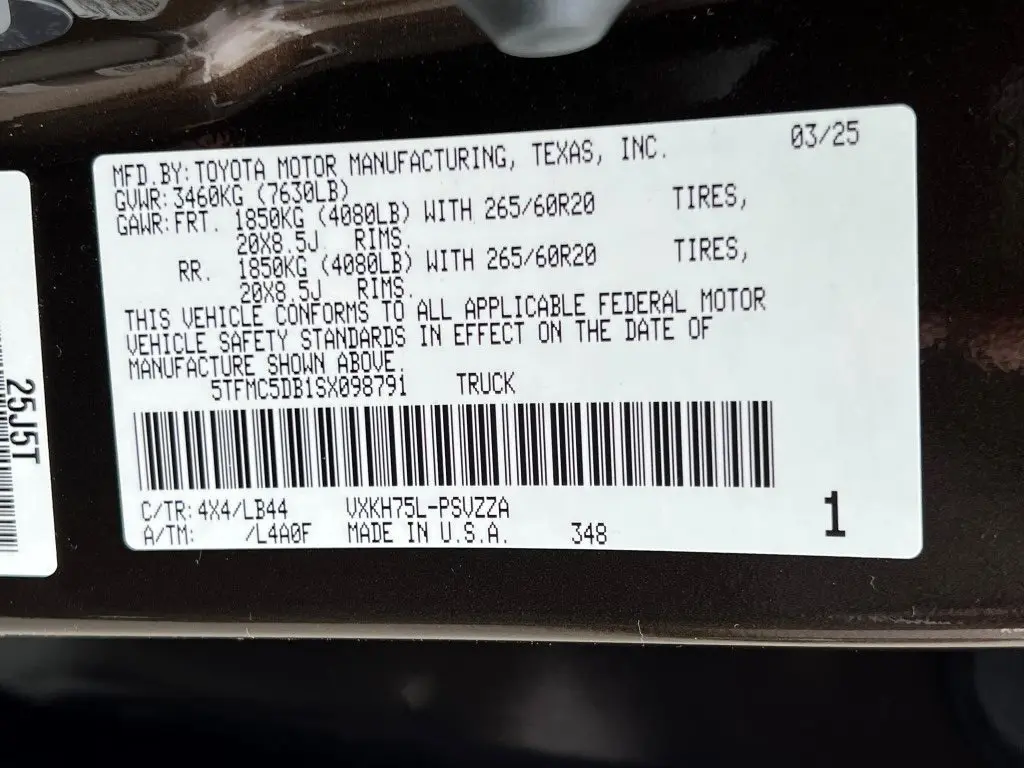 MFD.BY:TOYOTA MOTOR MANUFACTURING, TEXAS, INC. 03/25
GVWR:3460KG (7630LB)
GAWR:FRT. 1850KG (4080LB) WITH 265/60R20 TIRES,
20X8.5J RIMS.
RR. 1850KG (4080LB) WITH 265/60R20 TIRES,
20X8.5J RIMS.
THIS VEHICLE CONFORMS TO ALL APPLICABLE FEDERAL MOTOR
VEHICLE SAFETY STANDARDS IN EFFECT ON THE DATE OF
MANUFACTURE SHOWN ABOVE.
5TFMC5DB1SX098791 TRUCK
C/TR:4X4/LB44 VXKH75L-PSVZZA
A/TM: /L4A0F MADE IN U.S.A. 348 1
25J5T